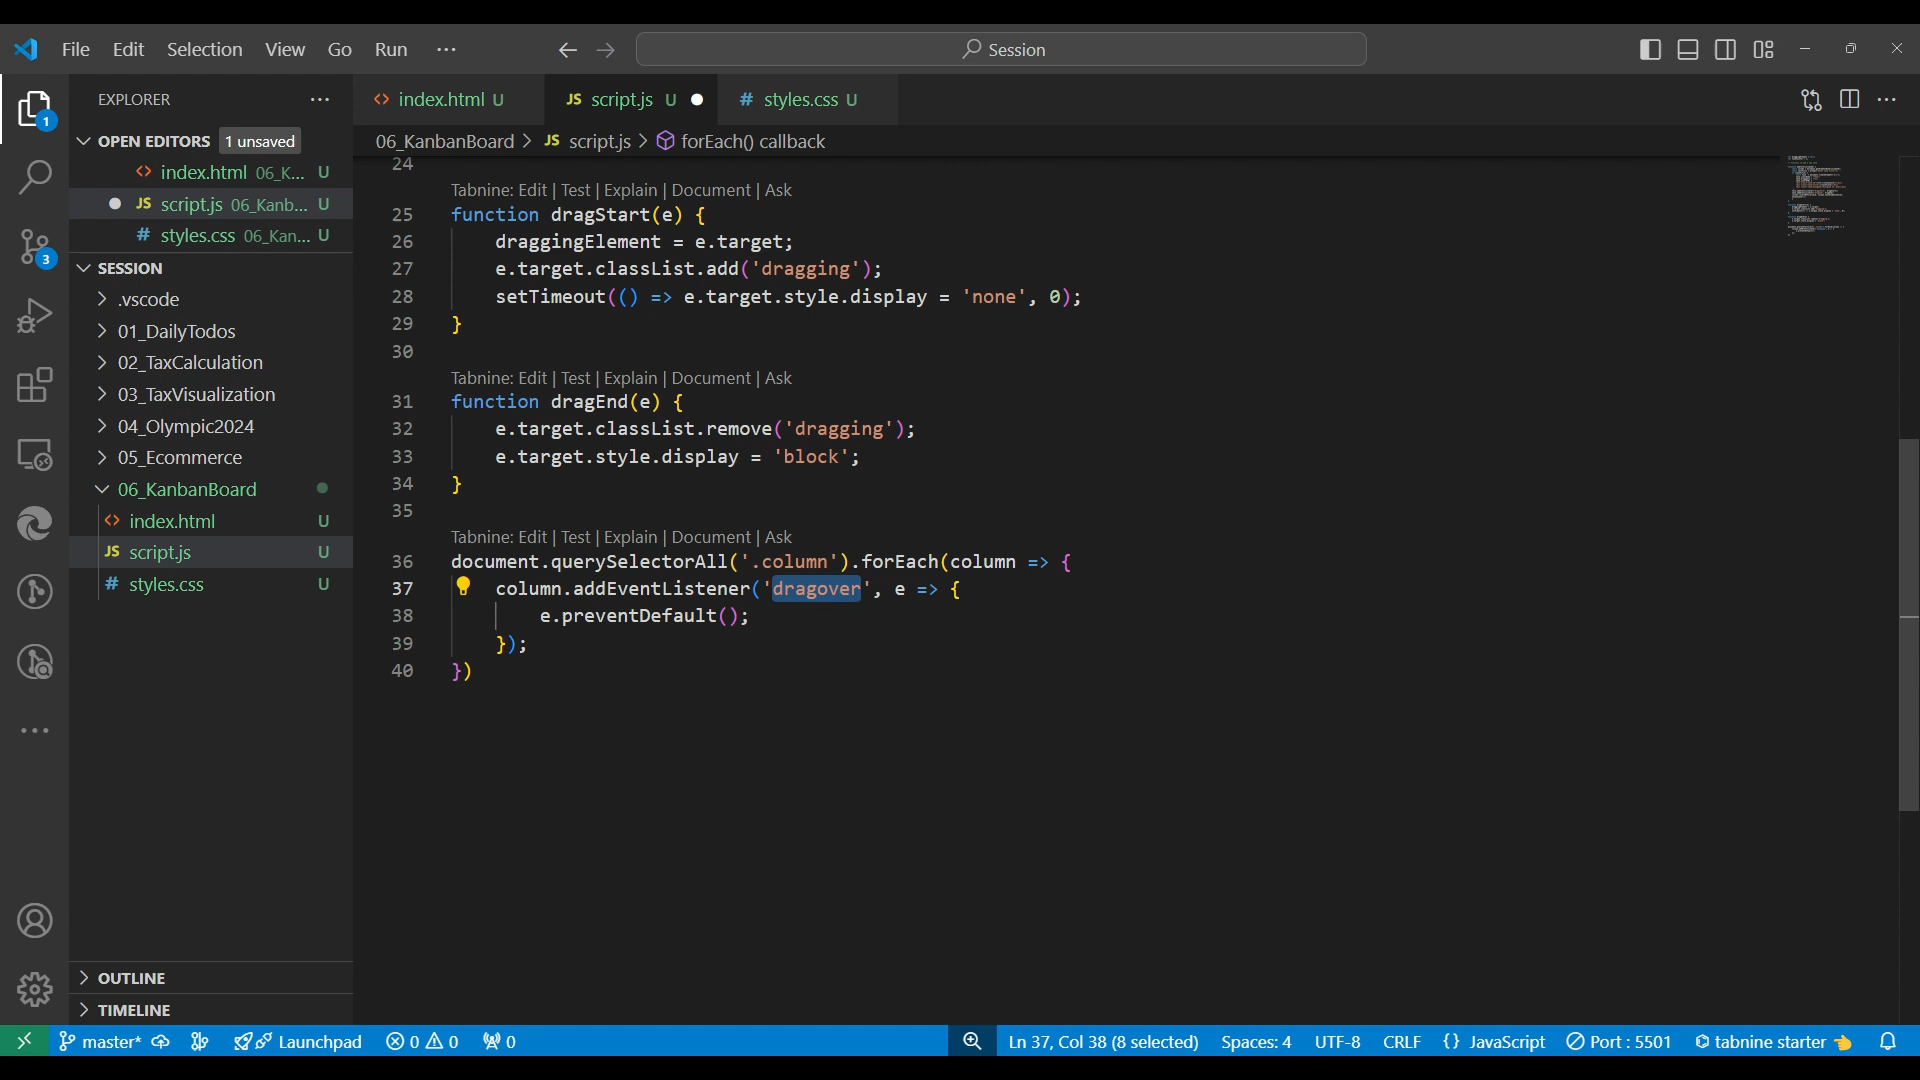 File Edit Selection View Go Run ···
Session
EXPLORER ···
OPEN EDITORS 1 unsaved
<> index.html 06_K... U
JS script.js 06_Kanb... U
# styles.css 06_Kan... U
SESSION
.vscode
01_DailyTodos
02_TaxCalculation
03_TaxVisualization
04_Olympic2024
05_Ecommerce
06_KanbanBoard
<> index.html U
JS script.js U
# styles.css U
OUTLINE
TIMELINE
1
3
<> index.html U JS script.js U # styles.css U
06_KanbanBoard > JS script.js > forEach() callback
24
Tabnine: Edit | Test | Explain | Document | Ask
25 function dragStart(e) {
26 draggingElement = e.target;
27 e.target.classList.add('dragging');
28 setTimeout(() => e.target.style.display = 'none', 0);
29 }
30
Tabnine: Edit | Test | Explain | Document | Ask
31 function dragEnd(e) {
32 e.target.classList.remove('dragging');
33 e.target.style.display = 'block';
34 }
35
Tabnine: Edit | Test | Explain | Document | Ask
36 document.querySelectorAll('.column').forEach(column => {
37 column.addEventListener('dragover', e => {
38 e.preventDefault();
39 });
40 })
master* Launchpad 0 0 0 Ln 37, Col 38 (8 selected) Spaces: 4 UTF-8 CRLF {} JavaScript Port : 5501 tabnine starter